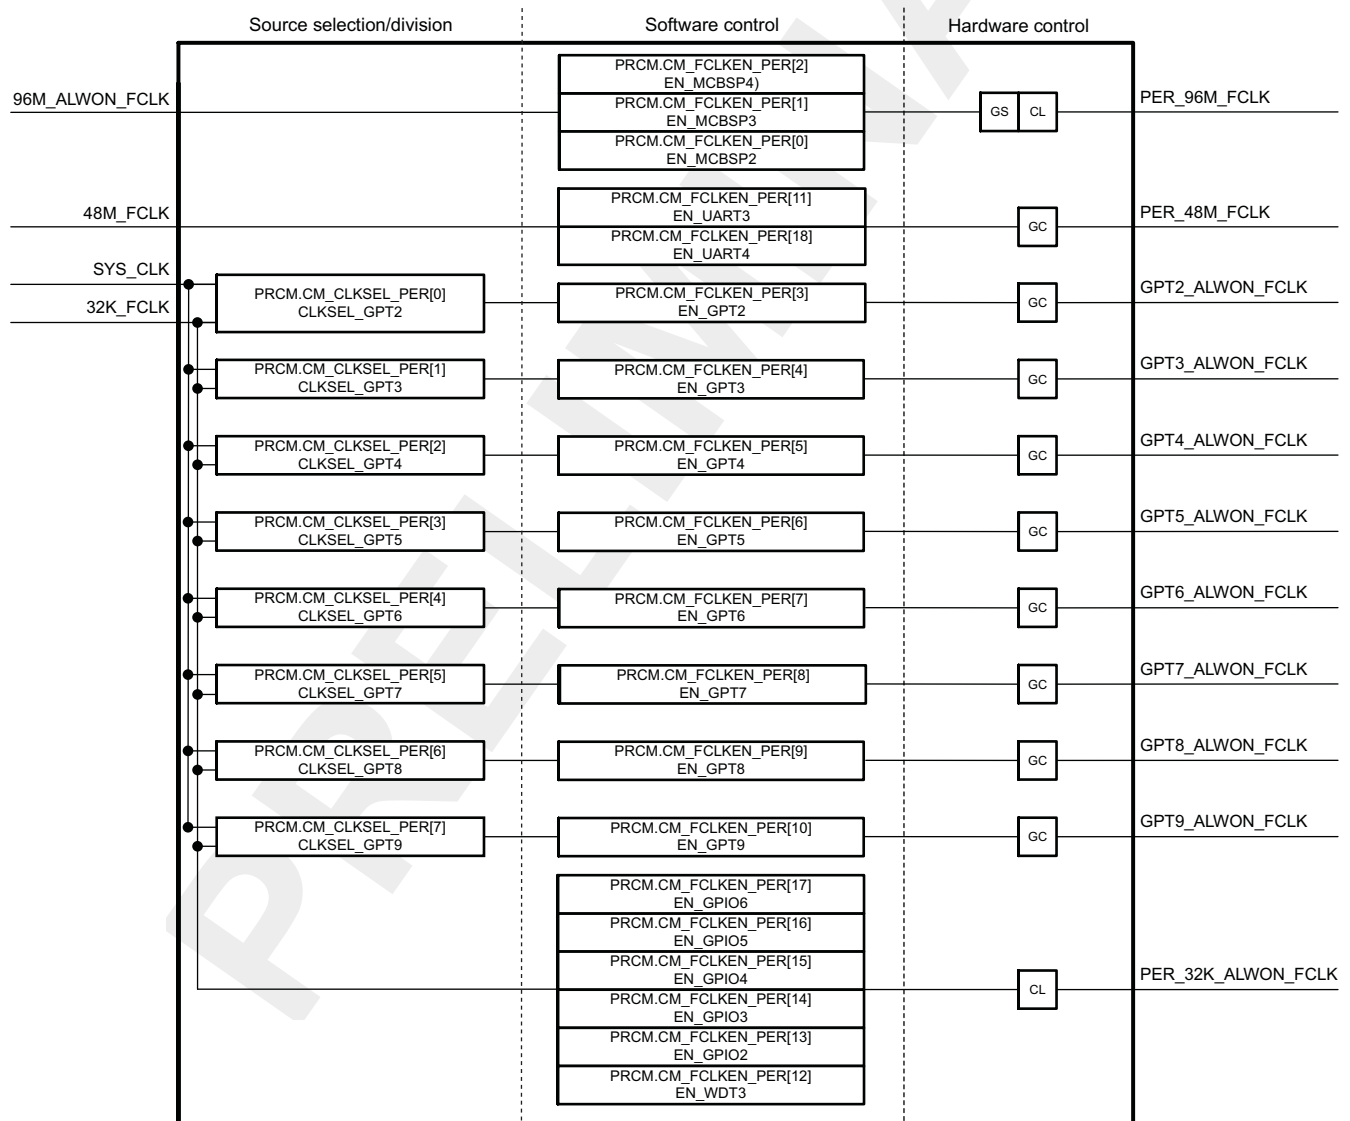 Source selection/division
Software control
Hardware control
PRCM.CM_FCLKEN_PER[2]
EN_MCBSP4)
96M_ALWON_FCLK
PRCM.CM_FCLKEN_PER[1]
EN_MCBSP3
GS
CL
PER_96M_FCLK
PRCM.CM_FCLKEN_PER[0]
EN_MCBSP2
48M_FCLK
PRCM.CM_FCLKEN_PER[11]
EN_UART3
GC
PER_48M_FCLK
PRCM.CM_FCLKEN_PER[18]
EN_UART4
SYS_CLK
32K_FCLK
PRCM.CM_CLKSEL_PER[0]
CLKSEL_GPT2
PRCM.CM_FCLKEN_PER[3]
EN_GPT2
GC
GPT2_ALWON_FCLK
PRCM.CM_CLKSEL_PER[1]
CLKSEL_GPT3
PRCM.CM_FCLKEN_PER[4]
EN_GPT3
GC
GPT3_ALWON_FCLK
PRCM.CM_CLKSEL_PER[2]
CLKSEL_GPT4
PRCM.CM_FCLKEN_PER[5]
EN_GPT4
GC
GPT4_ALWON_FCLK
PRCM.CM_CLKSEL_PER[3]
CLKSEL_GPT5
PRCM.CM_FCLKEN_PER[6]
EN_GPT5
GC
GPT5_ALWON_FCLK
PRCM.CM_CLKSEL_PER[4]
CLKSEL_GPT6
PRCM.CM_FCLKEN_PER[7]
EN_GPT6
GC
GPT6_ALWON_FCLK
PRCM.CM_CLKSEL_PER[5]
CLKSEL_GPT7
PRCM.CM_FCLKEN_PER[8]
EN_GPT7
GC
GPT7_ALWON_FCLK
PRCM.CM_CLKSEL_PER[6]
CLKSEL_GPT8
PRCM.CM_FCLKEN_PER[9]
EN_GPT8
GC
GPT8_ALWON_FCLK
PRCM.CM_CLKSEL_PER[7]
CLKSEL_GPT9
PRCM.CM_FCLKEN_PER[10]
EN_GPT9
GC
GPT9_ALWON_FCLK
PRCM.CM_FCLKEN_PER[17]
EN_GPIO6
PRCM.CM_FCLKEN_PER[16]
EN_GPIO5
PRCM.CM_FCLKEN_PER[15]
EN_GPIO4
CL
PER_32K_ALWON_FCLK
PRCM.CM_FCLKEN_PER[14]
EN_GPIO3
PRCM.CM_FCLKEN_PER[13]
EN_GPIO2
PRCM.CM_FCLKEN_PER[12]
EN_WDT3